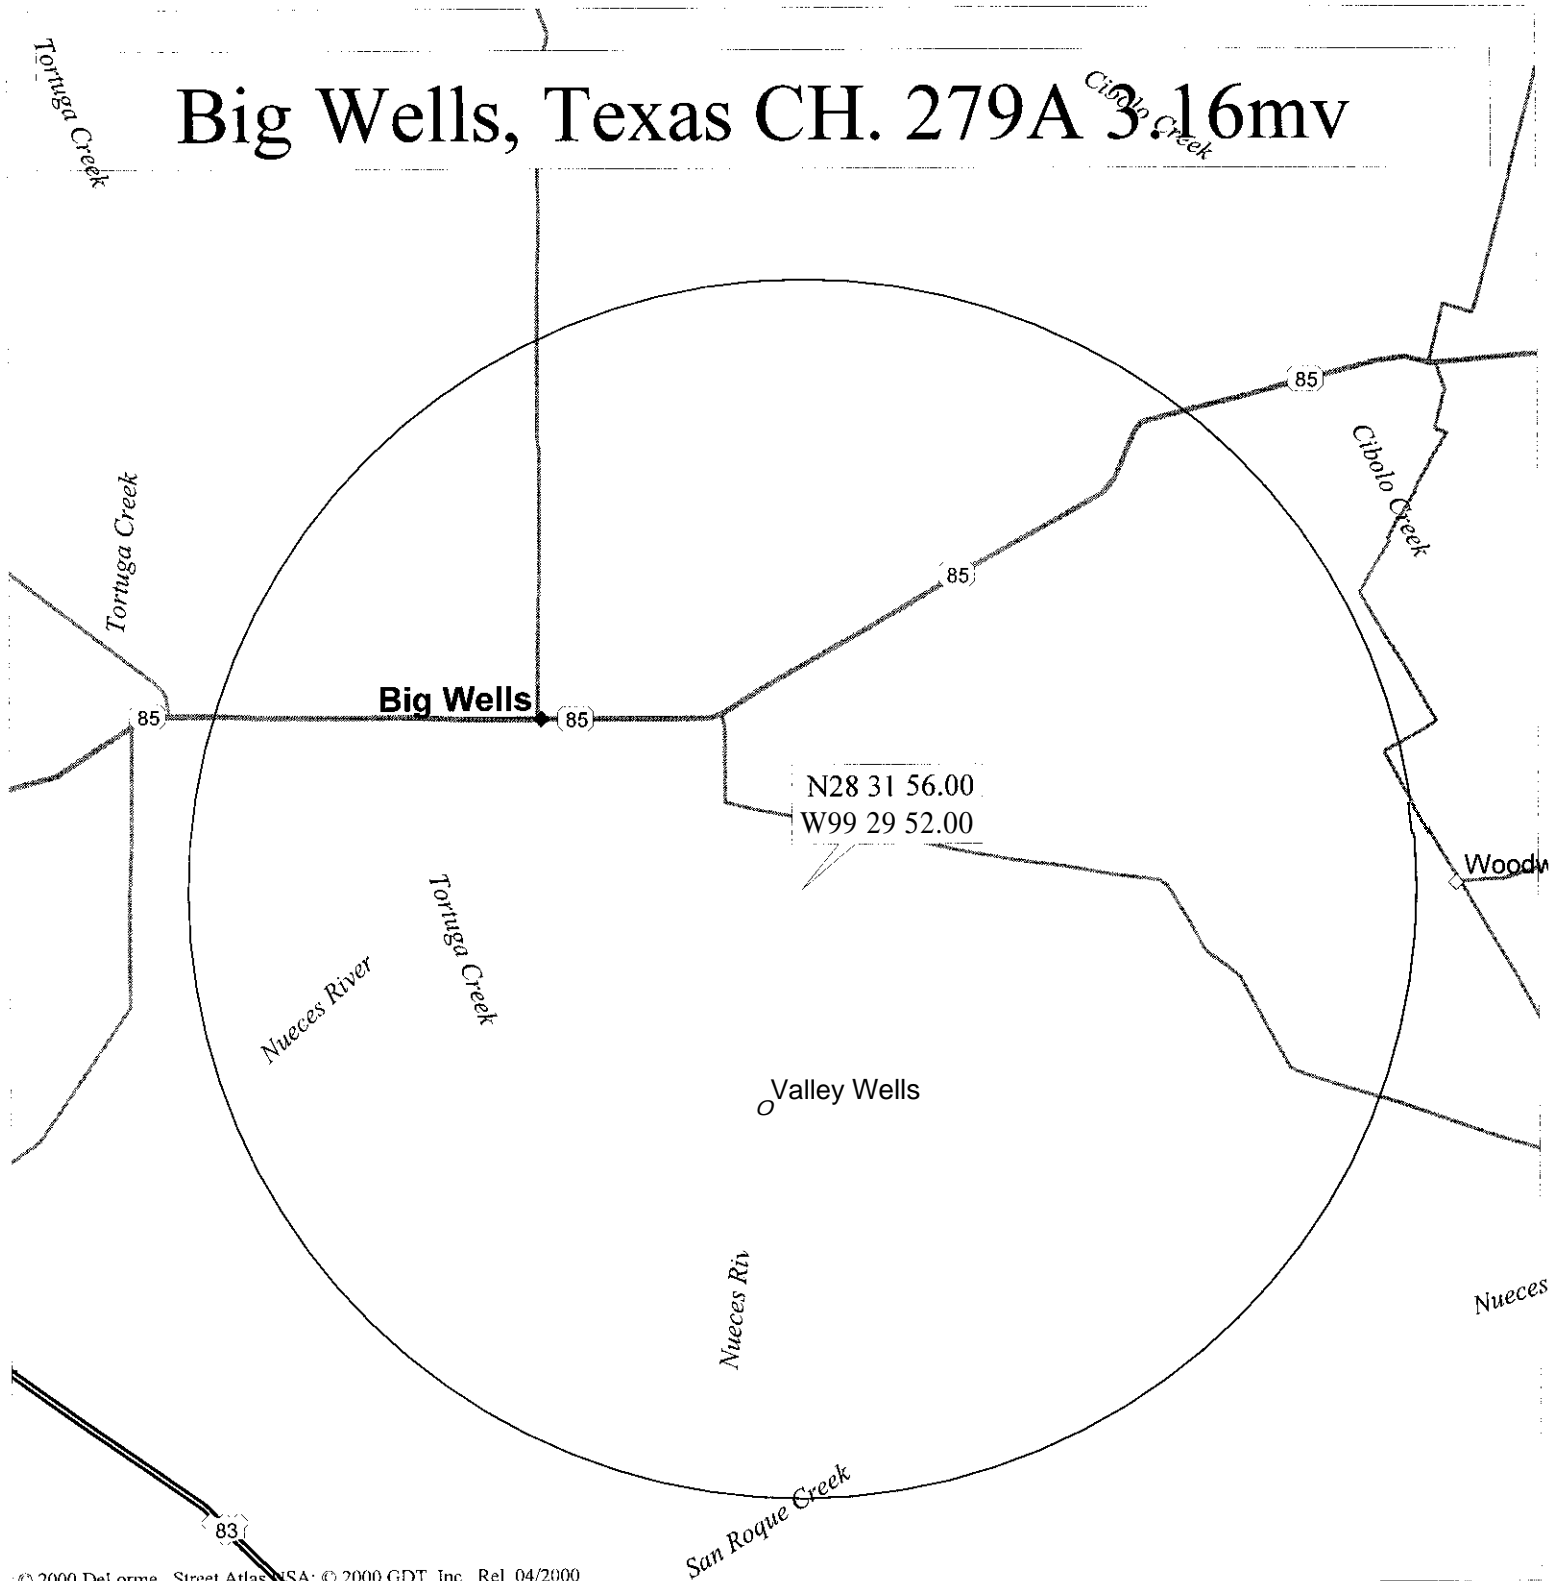 Tortuga Creek
Cibolo Creek
Big Wells, Texas CH. 279A 3.16mv
85
Cibolo Creek
Tortuga Creek
85
Big Wells
85
85
N28 31 56.00
W99 29 52.00
Woodw
Tortuga Creek
Nueces River
Valley Wells
Nueces Riv
Nueces
San Roque Creek
83
© 2000 DeLorme. Street Atlas USA; © 2000 GDT, Inc., Rel. 04/2000